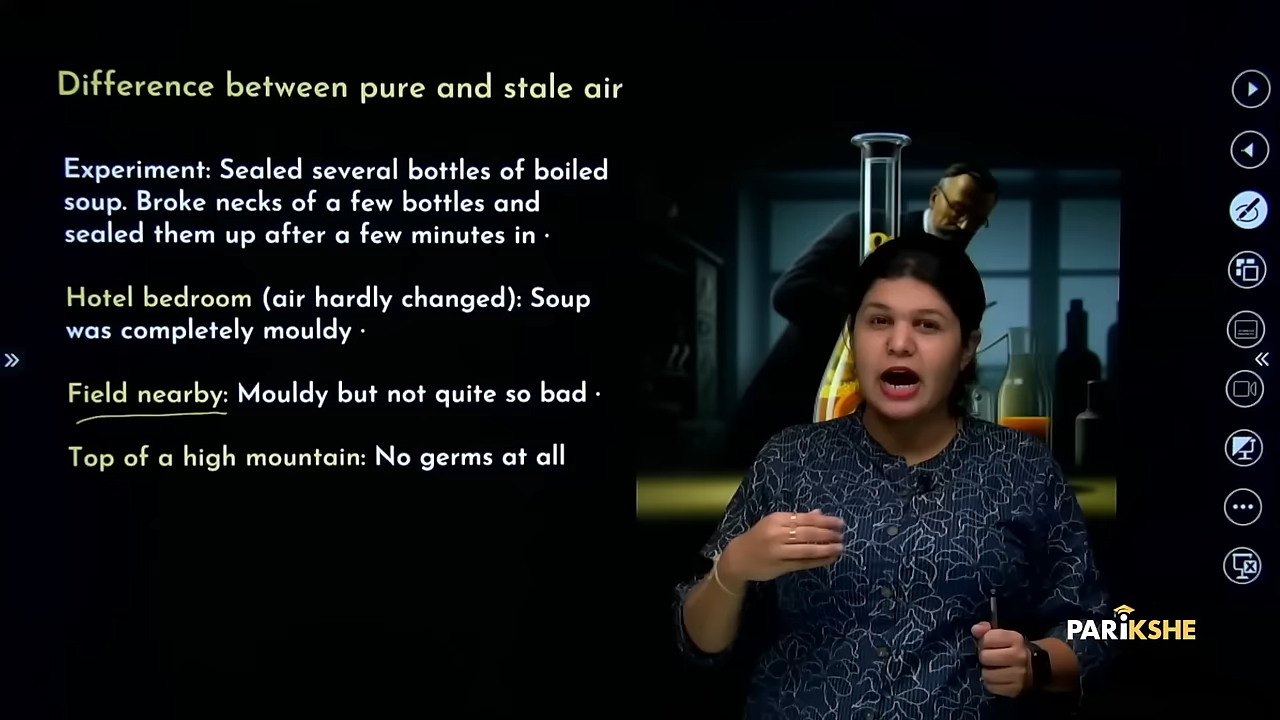 Difference between pure and stale air
Experiment: Sealed several bottles of boiled
soup. Broke necks of a few bottles and
sealed them up after a few minutes in ·
Hotel bedroom (air hardly changed): Soup
was completely mouldy ·
Field nearby: Mouldy but not quite so bad ·
Top of a high mountain: No germs at all
PARIKSHE